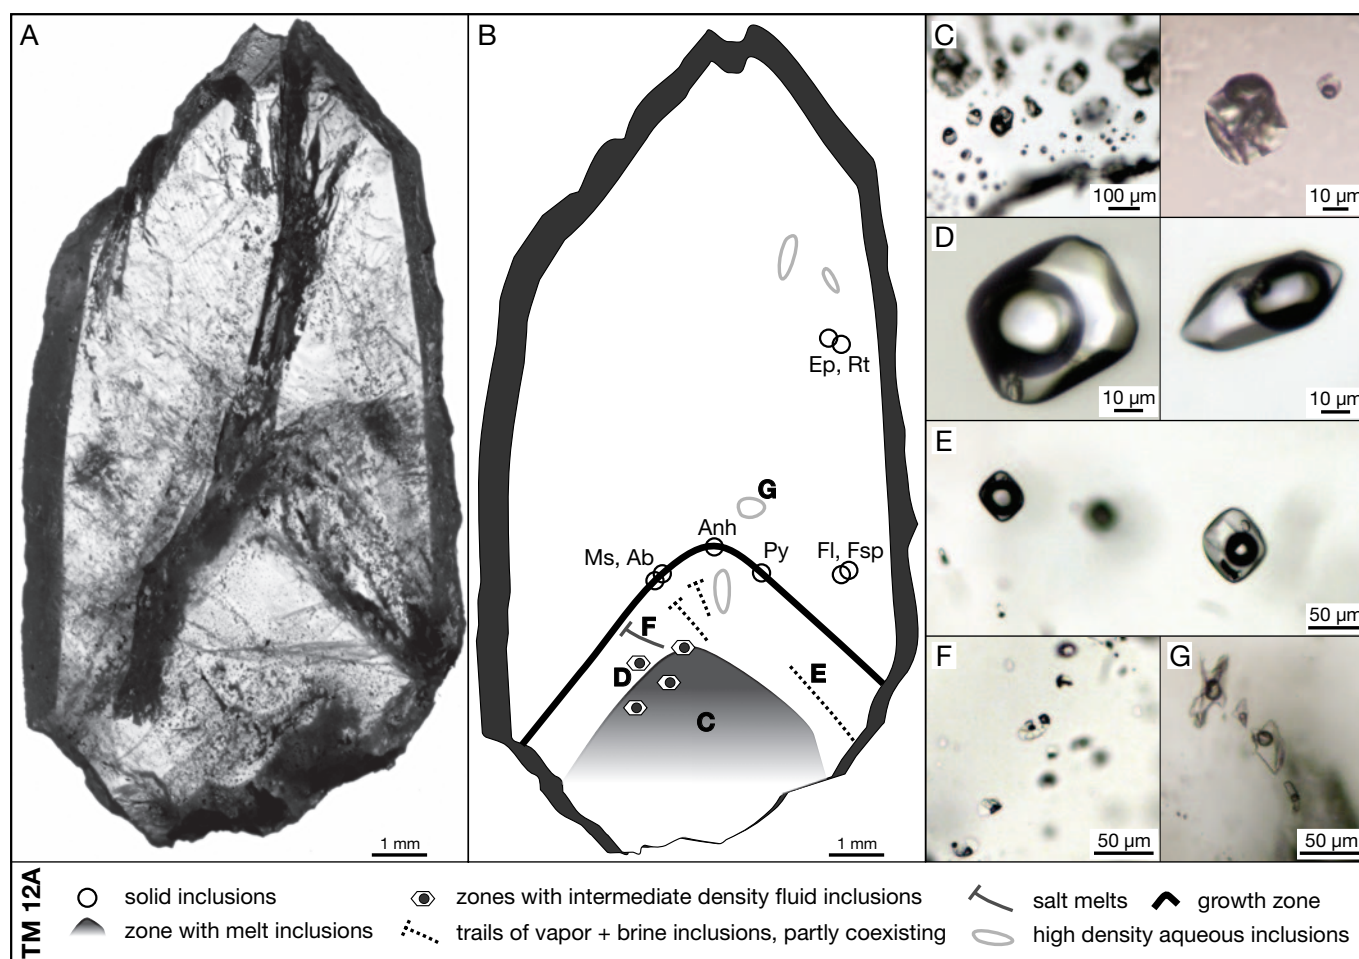 A
1 mm
B
Ep, Rt
G
Anh
Ms, Ab
Py
Fl, Fsp
F
D
E
C
1 mm
C
100 µm
10 µm
D
10 µm
10 µm
E
50 µm
F
50 µm
G
50 µm
TM 12A
solid inclusions
zones with intermediate density fluid inclusions
salt melts
growth zone
zone with melt inclusions
trails of vapor + brine inclusions, partly coexisting
high density aqueous inclusions